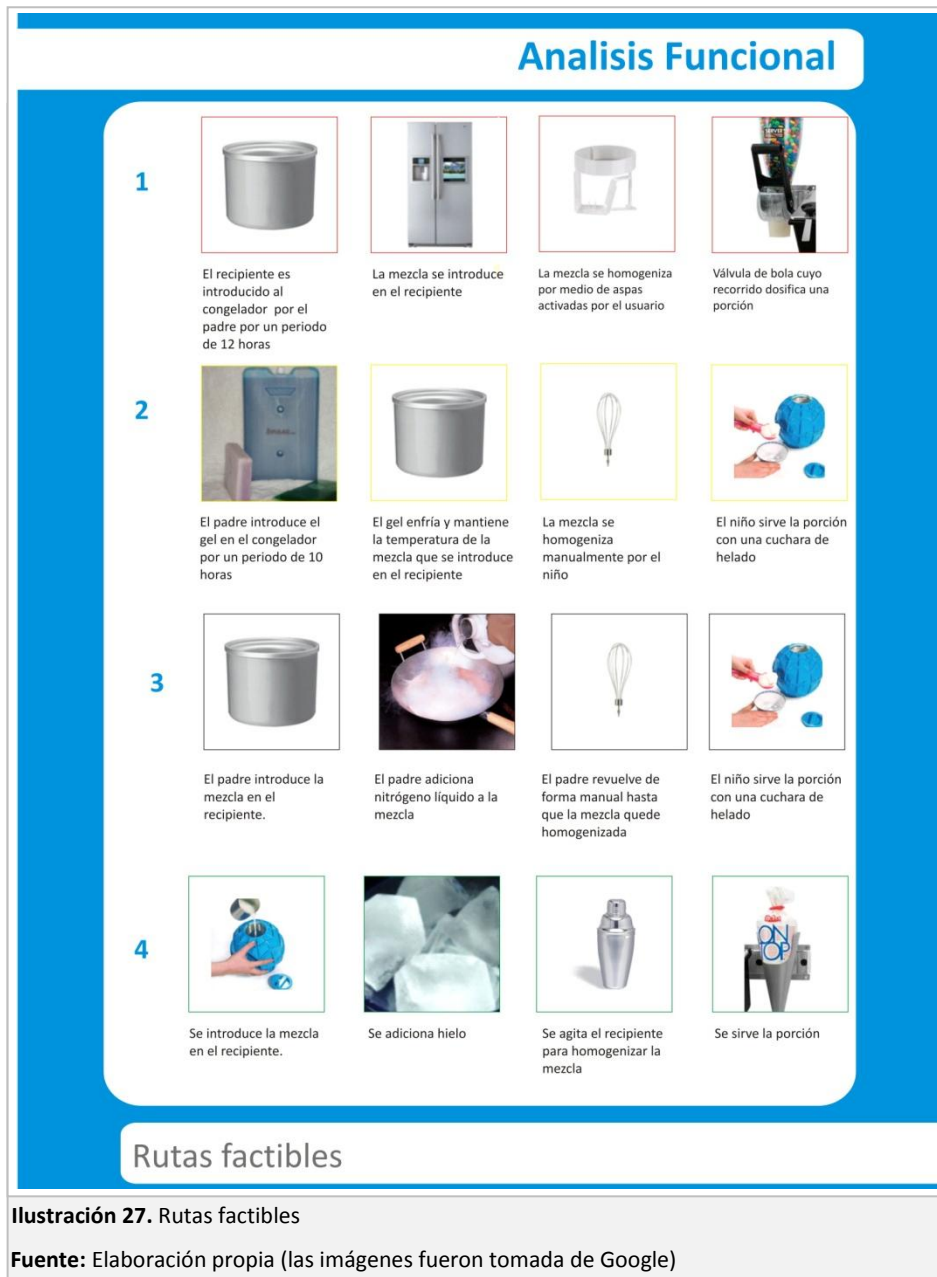 Analisis Funcional
1
El recipiente es
introducido al
congelador por el
padre por un periodo
de 12 horas
La mezcla se introduce
en el recipiente
La mezcla se homogeniza
por medio de aspas
activadas por el usuario
Válvula de bola cuyo
recorrido dosifica una
porción
2
El padre introduce el
gel en el congelador
por un periodo de 10
horas
El gel enfría y mantiene
la temperatura de la
mezcla que se introduce
en el recipiente
La mezcla se
homogeniza
manualmente por el
niño
El niño sirve la porción
con una cuchara de
helado
3
El padre introduce la
mezcla en el
recipiente.
El padre adiciona
nitrógeno líquido a la
mezcla
El padre revuelve de
forma manual hasta
que la mezcla quede
homogenizada
El niño sirve la porción
con una cuchara de
helado
4
ON
TOP
Se introduce la mezcla
en el recipiente.
Se adiciona hielo
Se agita el recipiente
para homogenizar la
mezcla
Se sirve la porción
Rutas factibles
Ilustración 27. Rutas factibles
Fuente: Elaboración propia (las imágenes fueron tomada de Google)